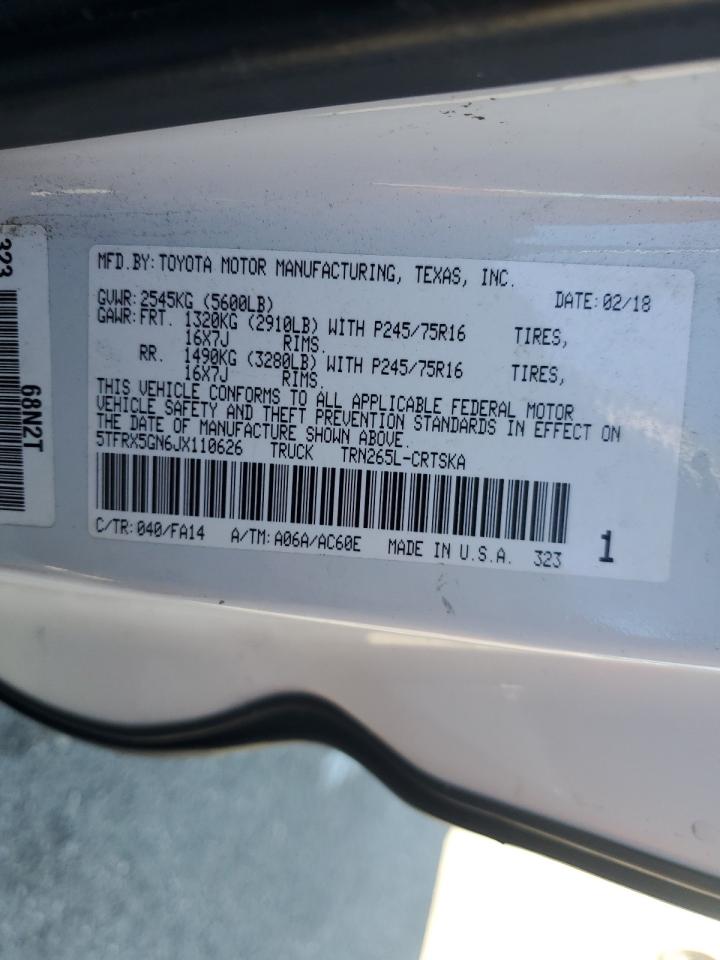 323
68N2T
MFD.BY: TOYOTA MOTOR MANUFACTURING, TEXAS, INC.
DATE: 02/18
GVWR: 2545KG (5600LB)
GAWR: FRT. 1320KG (2910LB) WITH P245/75R16 TIRES,
16X7J RIMS.
RR. 1490KG (3280LB) WITH P245/75R16 TIRES,
16X7J RIMS.
THIS VEHICLE CONFORMS TO ALL APPLICABLE FEDERAL MOTOR
VEHICLE SAFETY AND THEFT PREVENTION STANDARDS IN EFFECT ON
THE DATE OF MANUFACTURE SHOWN ABOVE.
5TFRX5GN6JX110626 TRUCK TRN265L-CRTSKA
C/TR: 040/FA14 A/TM: A06A/AC60E MADE IN U.S.A. 323 1